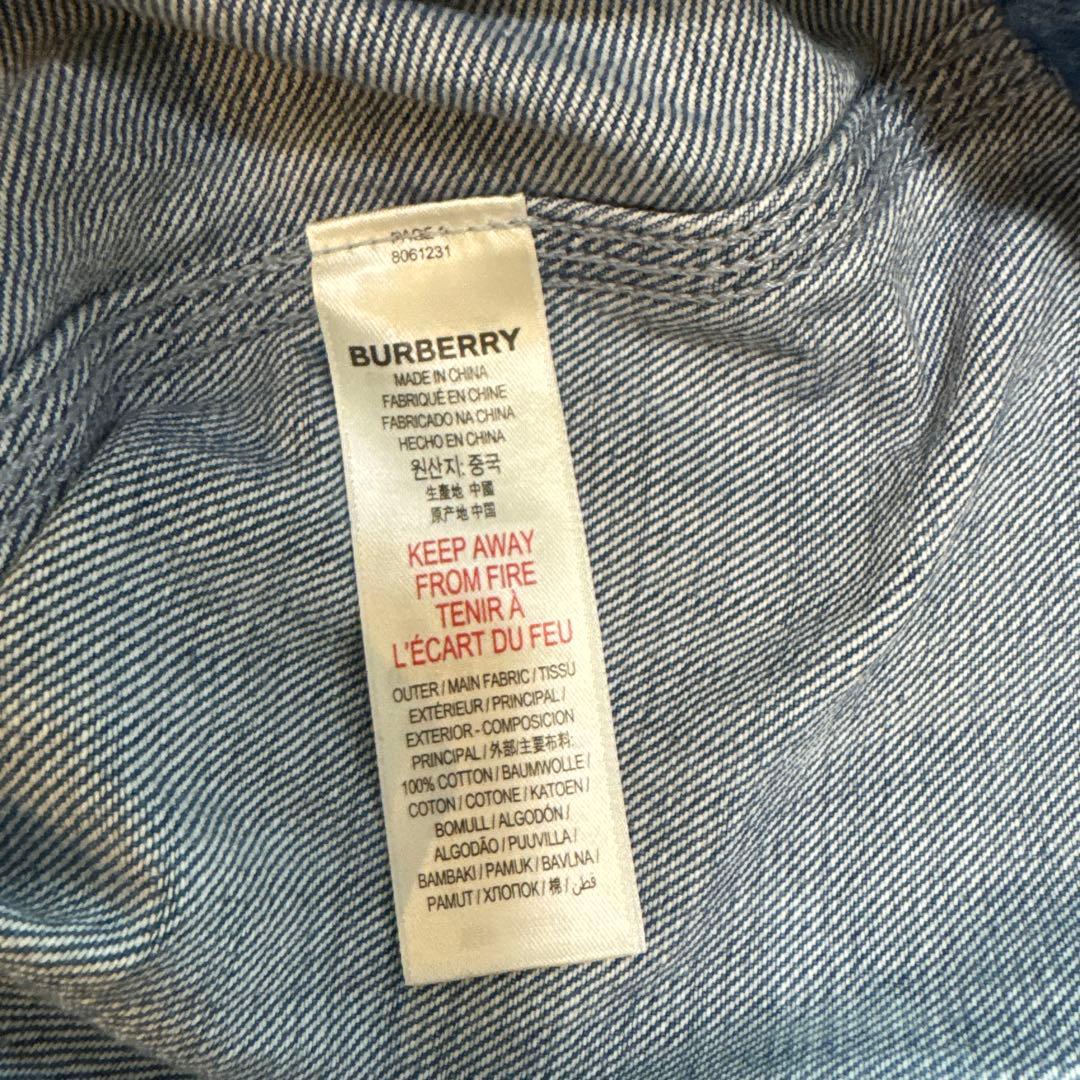 PAGE
8061231
BURBERRY
MADE IN CHINA
FABRIQUÉ EN CHINE
FABRICADO NA CHINA
HECHO EN CHINA
원산지: 중국
生產地 中國
原产地 中国
KEEP AWAY
FROM FIRE
TENIR À
L'ÉCART DU FEU
OUTER / MAIN FABRIC / TISSU
EXTÉRIEUR / PRINCIPAL /
EXTERIOR - COMPOSICION
PRINCIPAL / 外部/主要布料:
100% COTTON / BAUMWOLLE /
COTON / COTONE / KATOEN /
BOMULL / ALGODÓN /
ALGODÃO / PUUVILLA /
BAMBAKI / PAMUK / BAVLNA /
PAMUT / ХЛОПОК / 棉 / قطن